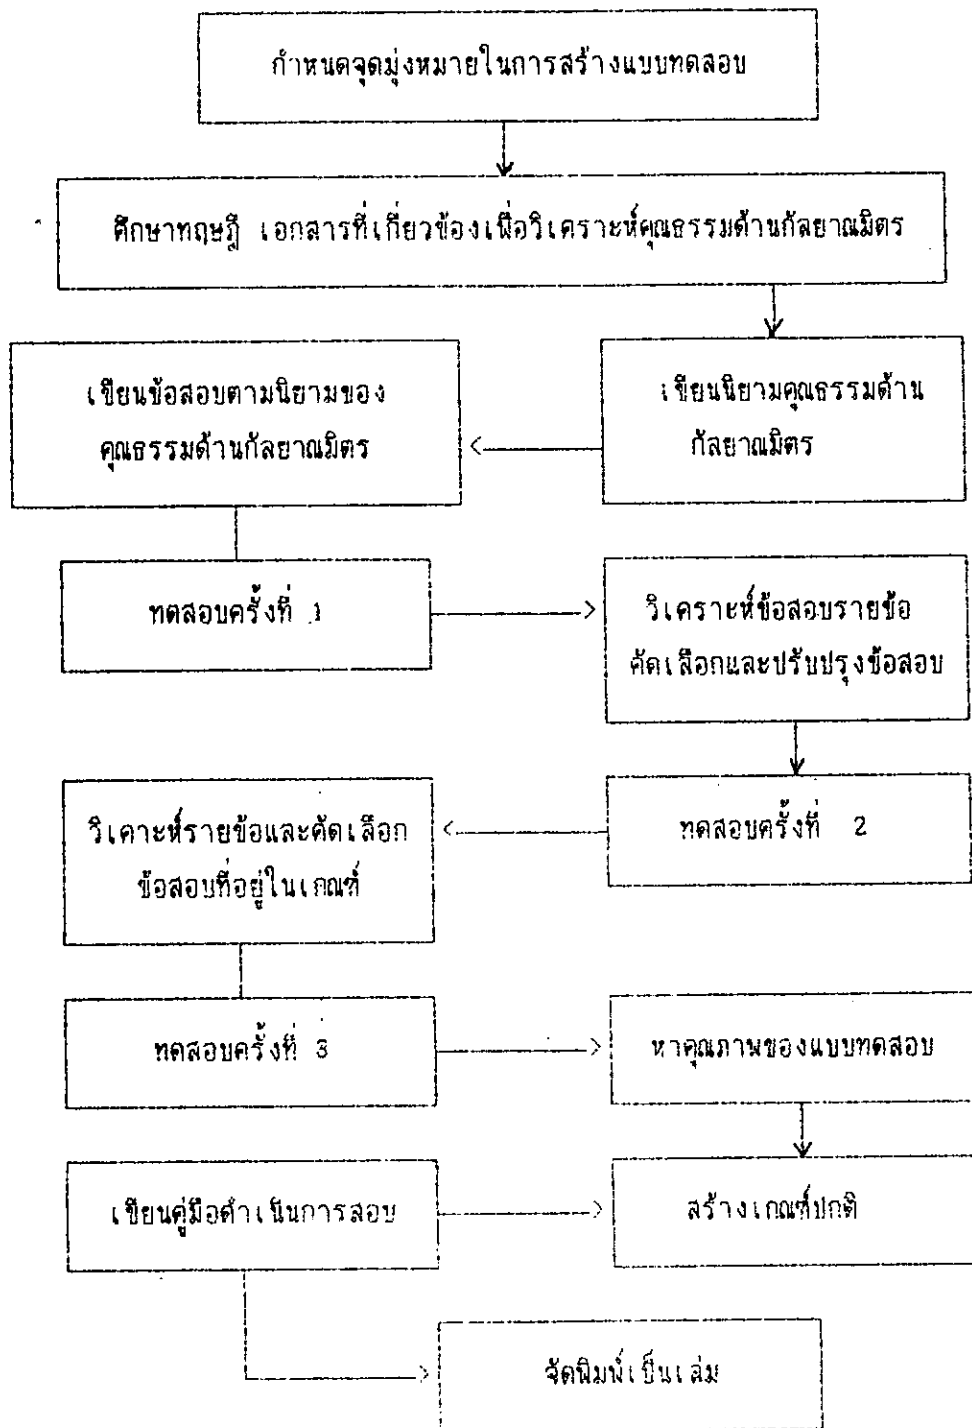 กำหนดจุดมุ่งหมายในการสร้างแบบทดสอบ
ศึกษาทฤษฎี เอกสารที่เกี่ยวข้องเพื่อวิเคราะห์คุณธรรมด้านกัลยาณมิตร
เขียนนิยามคุณธรรมด้าน
กัลยาณมิตร
เขียนข้อสอบตามนิยามของ
คุณธรรมด้านกัลยาณมิตร
ทดสอบครั้งที่ 1
วิเคราะห์ข้อสอบรายข้อ
คัดเลือกและปรับปรุงข้อสอบ
ทดสอบครั้งที่ 2
วิเคาะห์รายข้อและคัดเลือก
ข้อสอบที่อยู่ในเกณฑ์
ทดสอบครั้งที่ 3
หาคุณภาพของแบบทดสอบ
เขียนคู่มือดำเนินการสอบ
สร้างเกณฑ์ปกติ
จัดพิมพ์เป็นเล่ม